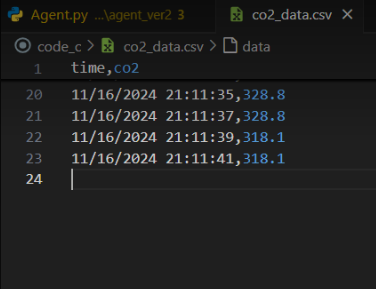 Agent.py ...\agent_ver2 3
co2_data.csv
code_c > co2_data.csv > data
1 time,co2
20 11/16/2024 21:11:35,328.8
21 11/16/2024 21:11:37,328.8
22 11/16/2024 21:11:39,318.1
23 11/16/2024 21:11:41,318.1
24